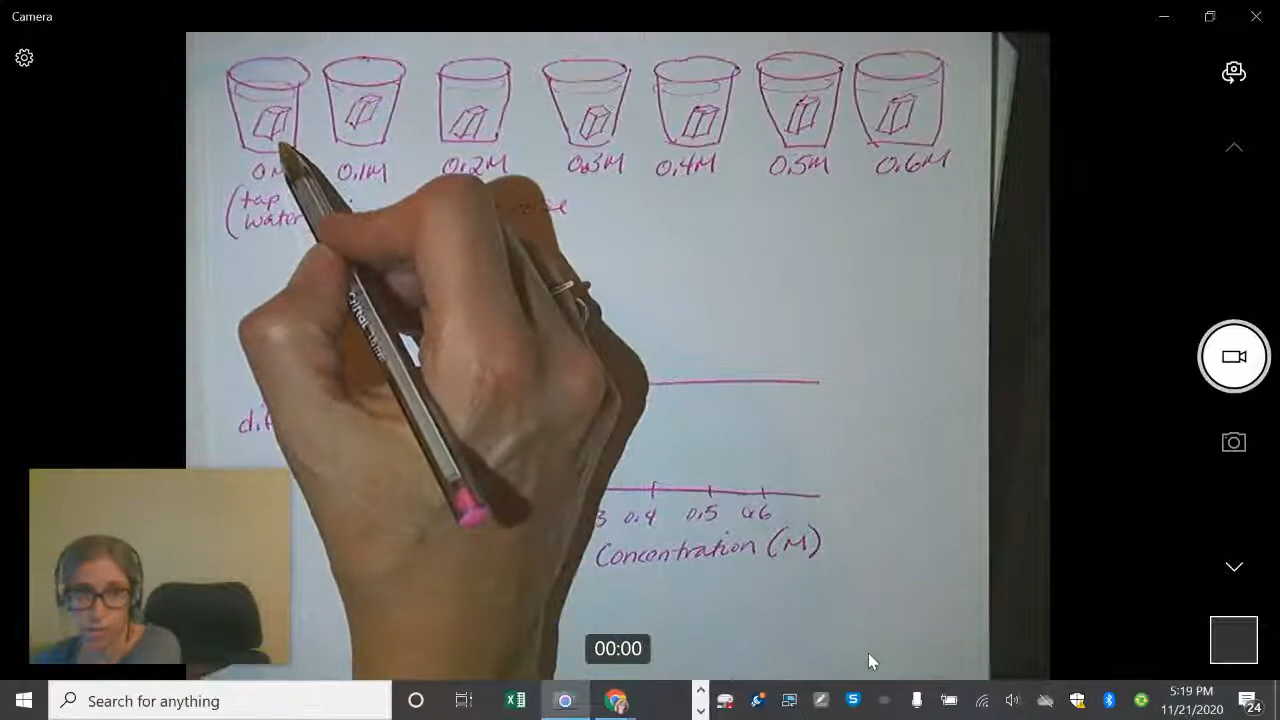 Camera
0.1M
0.2M
0.3M
0.4M
0.5M
0.6M
(tap
water
0.4
0.5
0.6
Concentration (M)
00:00
Search for anything
5:19 PM
11/21/2020
24